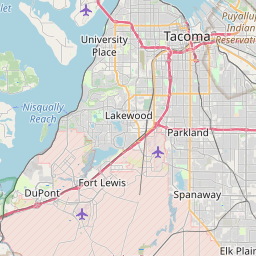 Tacoma
University
Place
Puyallup
Indian
Reservation
Nisqually
Reach
Lakewood
Parkland
Fort Lewis
DuPont
Spanaway
Elk Plain